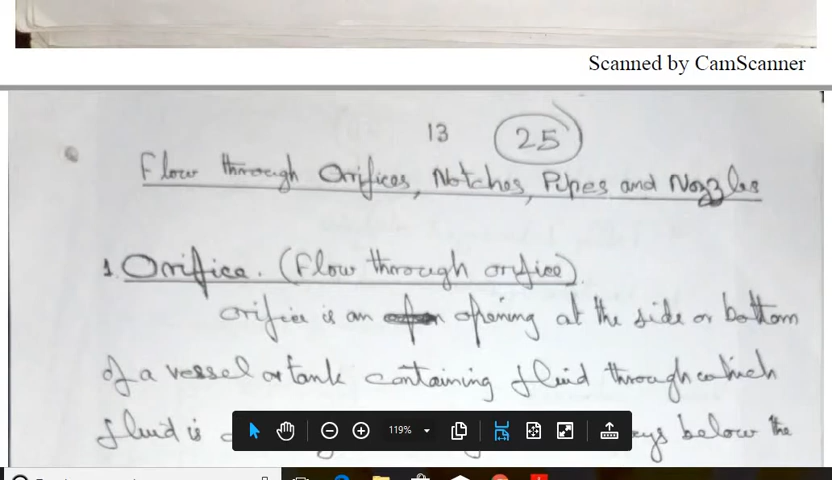 Scanned by CamScanner
13 25
Flow through Orifices, Notches, Pipes and Nozzles
1. Orifice. (Flow through orifice)
orifice is an opening at the side or bottom
of a vessel or tank containing fluid through which
fluid is
119%
ys below the